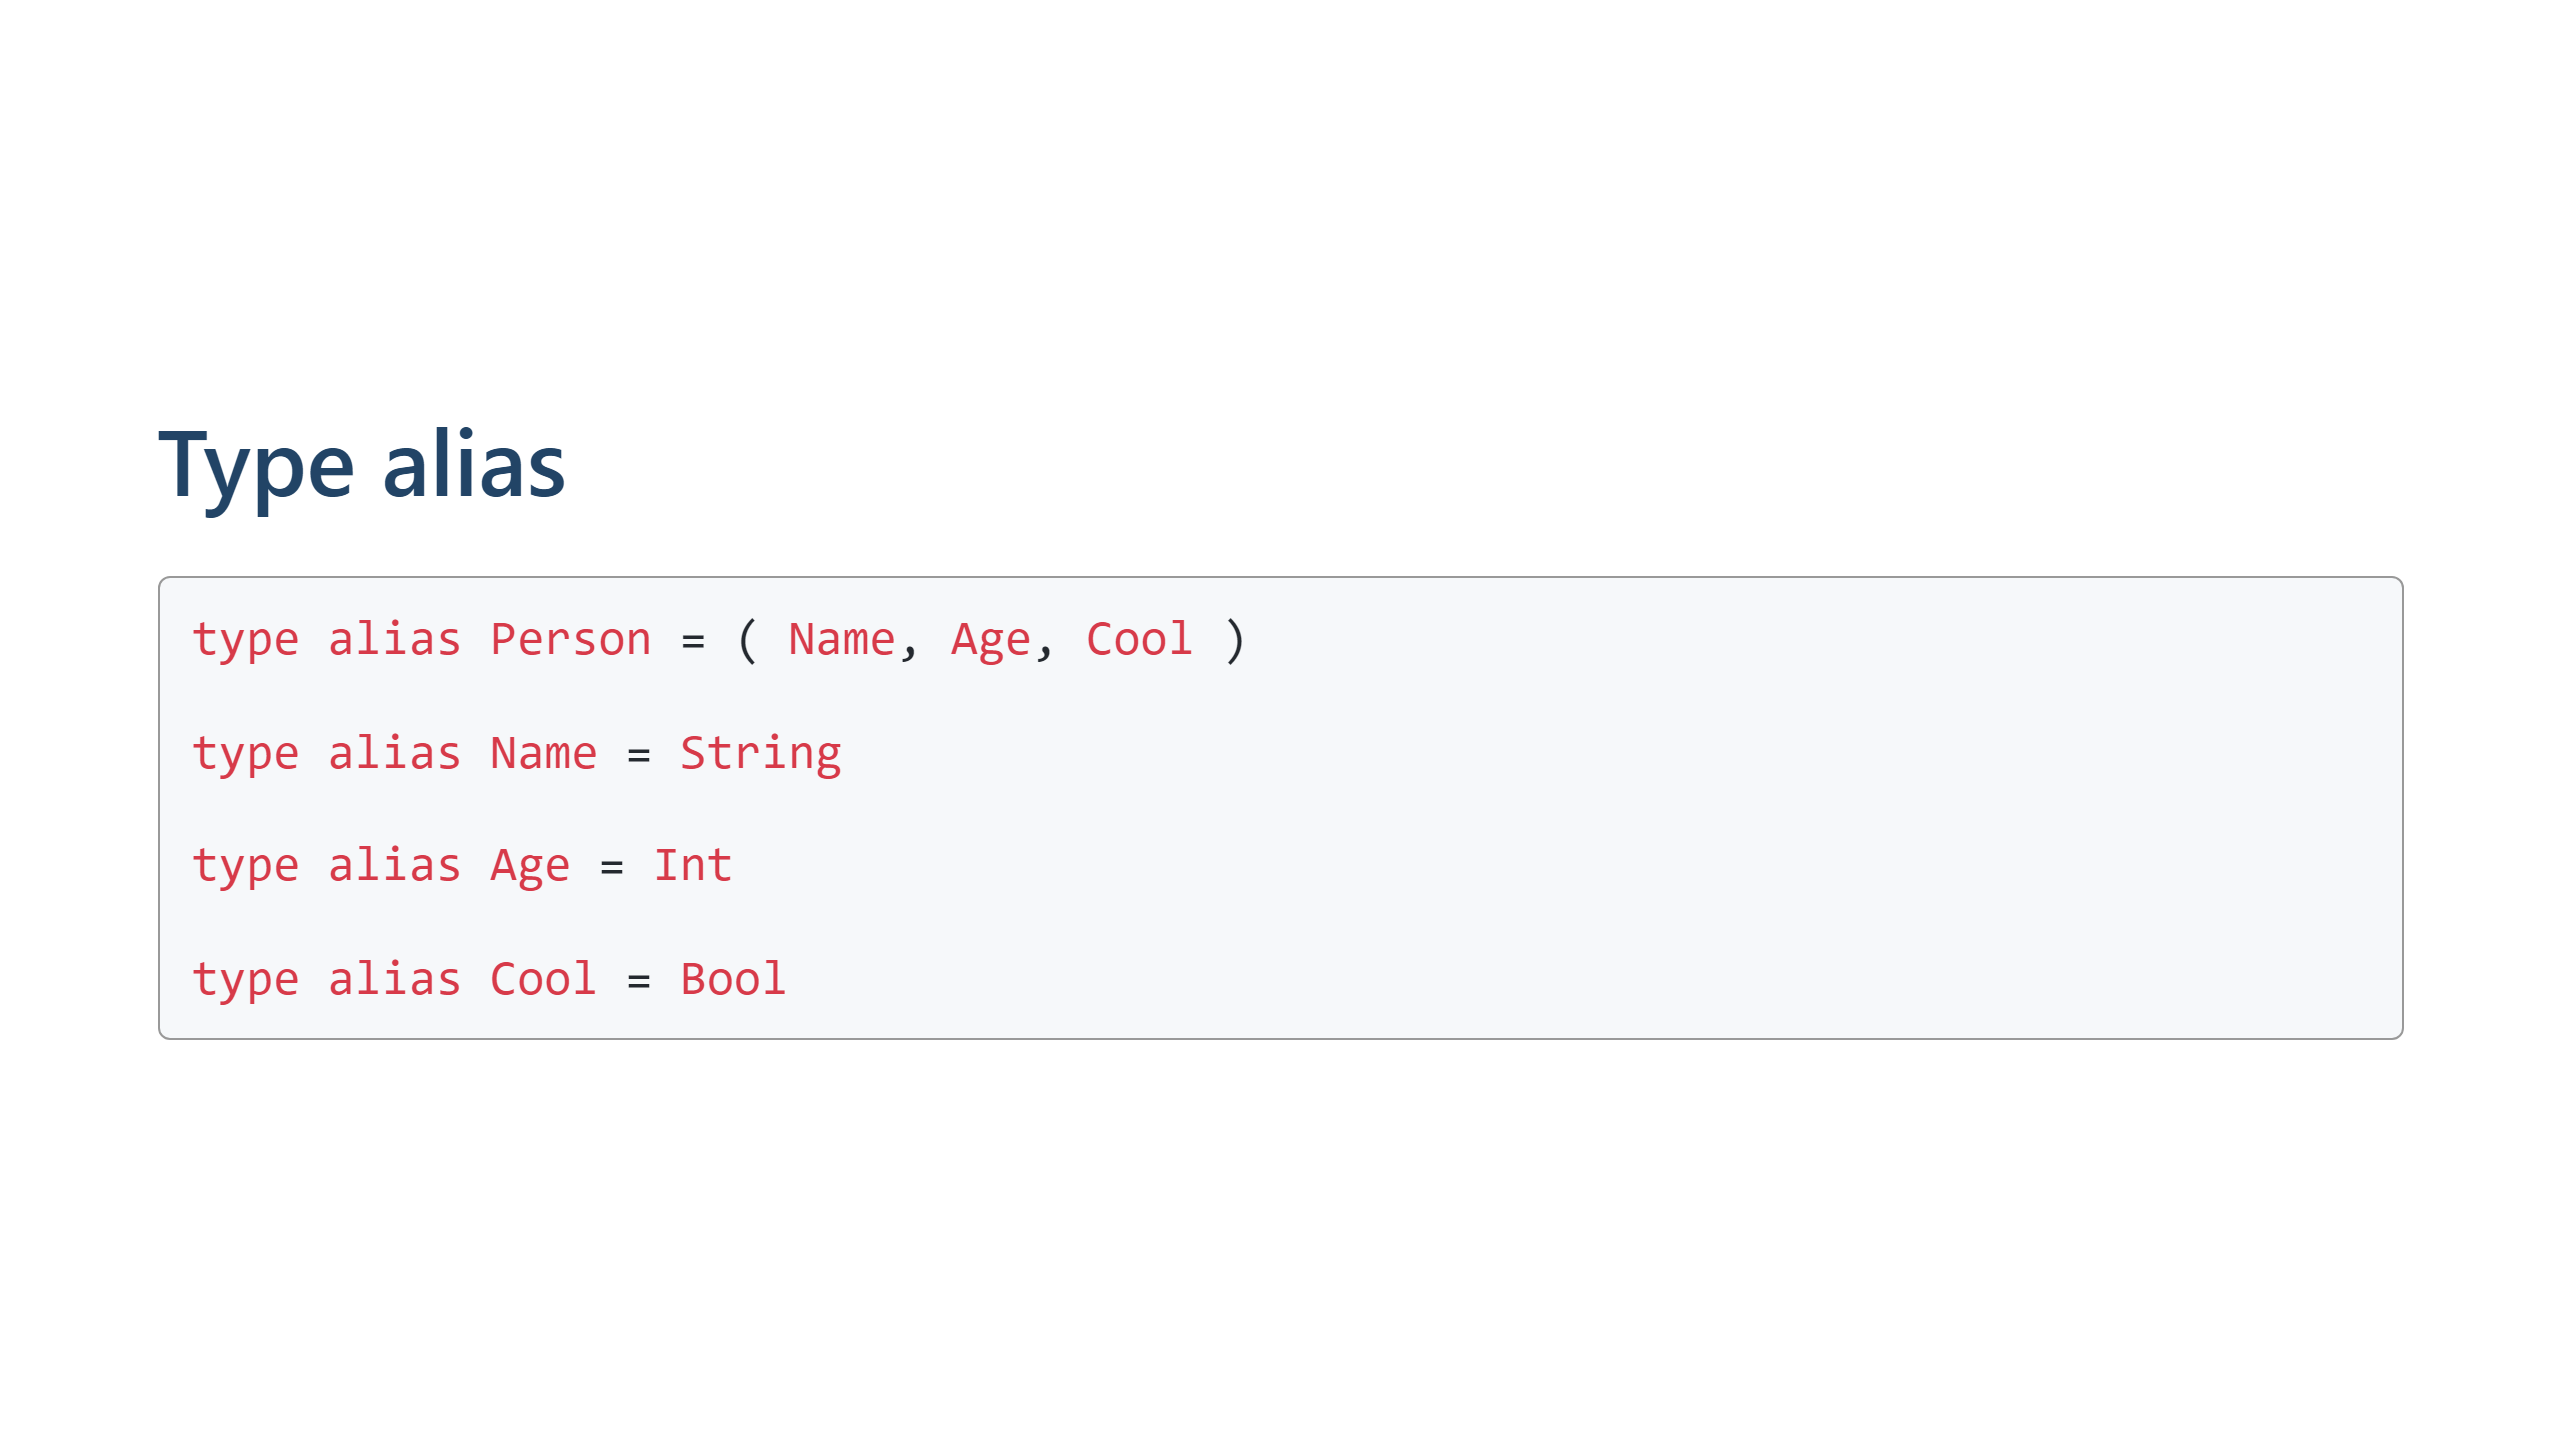 Type alias
type alias Person = ( Name, Age, Cool )
type alias Name = String
type alias Age = Int
type alias Cool = Bool